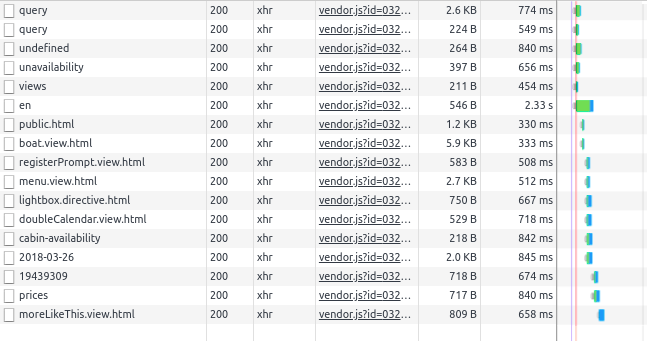 query 200 xhr vendor.js?id=032... 2.6 KB 774 ms
query 200 xhr vendor.js?id=032... 224 B 549 ms
undefined 200 xhr vendor.js?id=032... 264 B 840 ms
unavailability 200 xhr vendor.js?id=032... 397 B 656 ms
views 200 xhr vendor.js?id=032... 211 B 454 ms
en 200 xhr vendor.js?id=032... 546 B 2.33 s
public.html 200 xhr vendor.js?id=032... 1.2 KB 330 ms
boat.view.html 200 xhr vendor.js?id=032... 5.9 KB 333 ms
registerPrompt.view.html 200 xhr vendor.js?id=032... 583 B 508 ms
menu.view.html 200 xhr vendor.js?id=032... 2.7 KB 512 ms
lightbox.directive.html 200 xhr vendor.js?id=032... 750 B 667 ms
doubleCalendar.view.html 200 xhr vendor.js?id=032... 529 B 718 ms
cabin-availability 200 xhr vendor.js?id=032... 218 B 842 ms
2018-03-26 200 xhr vendor.js?id=032... 2.0 KB 845 ms
19439309 200 xhr vendor.js?id=032... 718 B 674 ms
prices 200 xhr vendor.js?id=032... 717 B 840 ms
moreLikeThis.view.html 200 xhr vendor.js?id=032... 809 B 658 ms